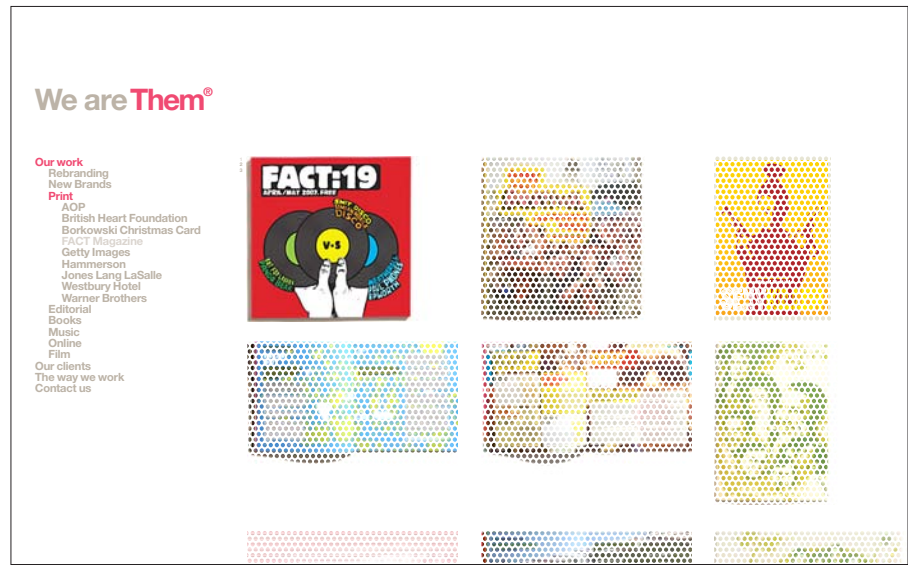 We are Them®
Our work
Rebranding
New Brands
Print
AOP
British Heart Foundation
Borkowski Christmas Card
FACT Magazine
Getty Images
Hammerson
Jones Lang LaSalle
Westbury Hotel
Warner Brothers
Editorial
Books
Music
Online
Film
Our clients
The way we work
Contact us
FACT:19
APRIL/MAY 2007. FREE
DISCO
V-S